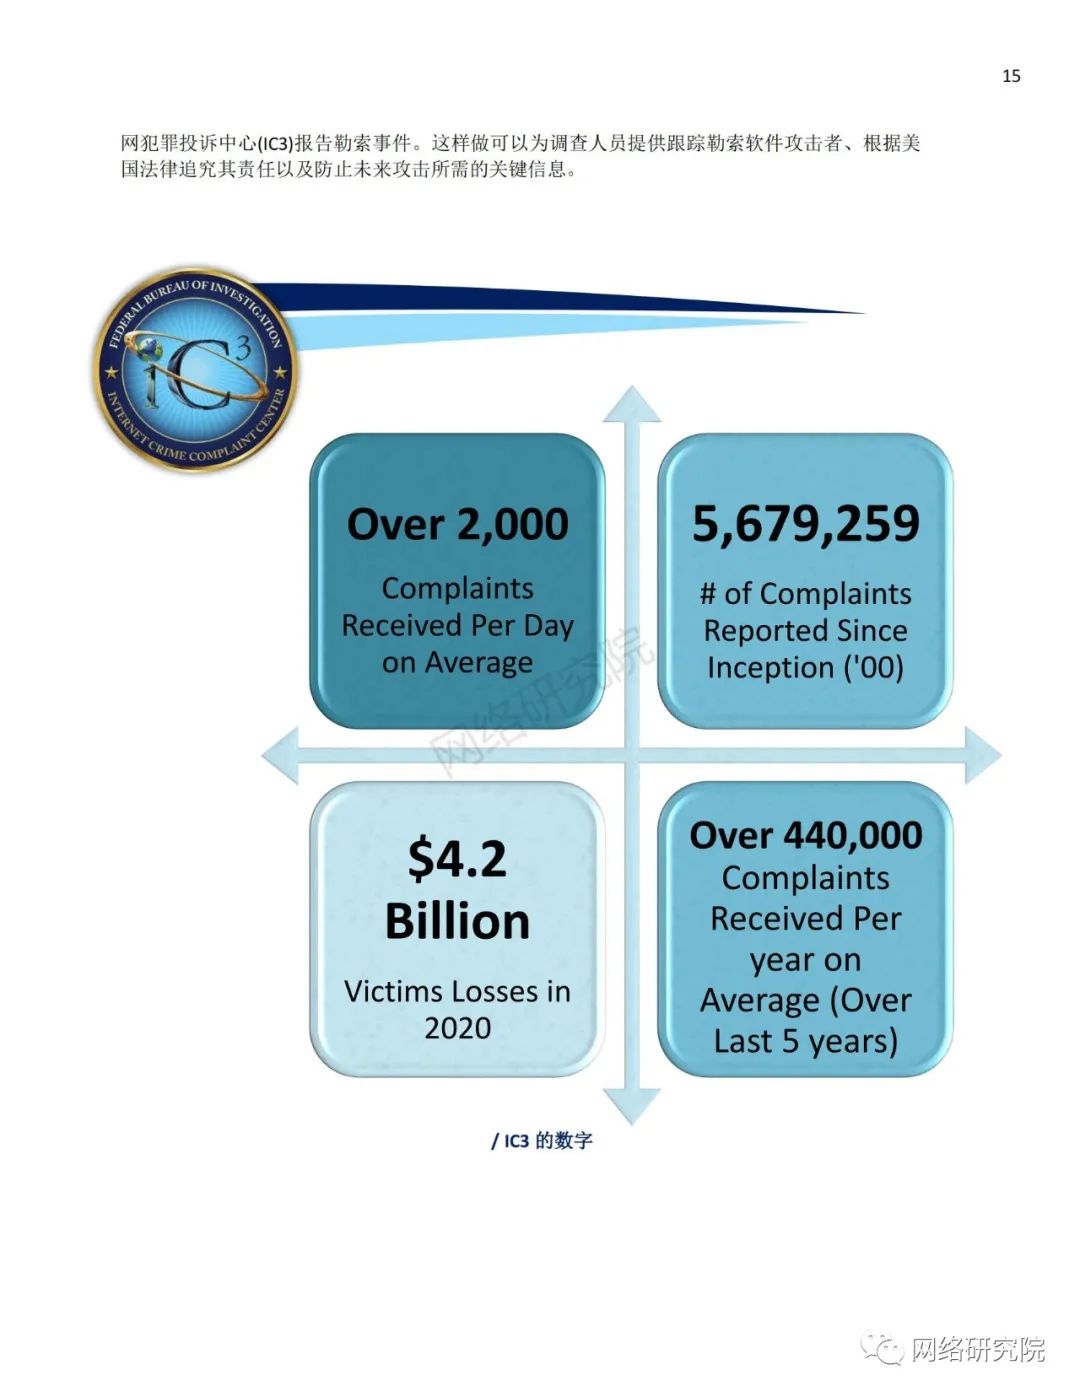 15
网犯罪投诉中心(IC3)报告勒索事件。这样做可以为调查人员提供跟踪勒索软件攻击者、根据美
国法律追究其责任以及防止未来攻击所需的关键信息。
FEDERAL BUREAU OF INVESTIGATION
iC3
INTERNET CRIME COMPLAINT CENTER
Over 2,000
Complaints
Received Per Day
on Average
5,679,259
# of Complaints
Reported Since
Inception ('00)
网络研究院
$4.2
Billion
Victims Losses in
2020
Over 440,000
Complaints
Received Per
year on
Average (Over
Last 5 years)
/ IC3 的数字
网络研究院